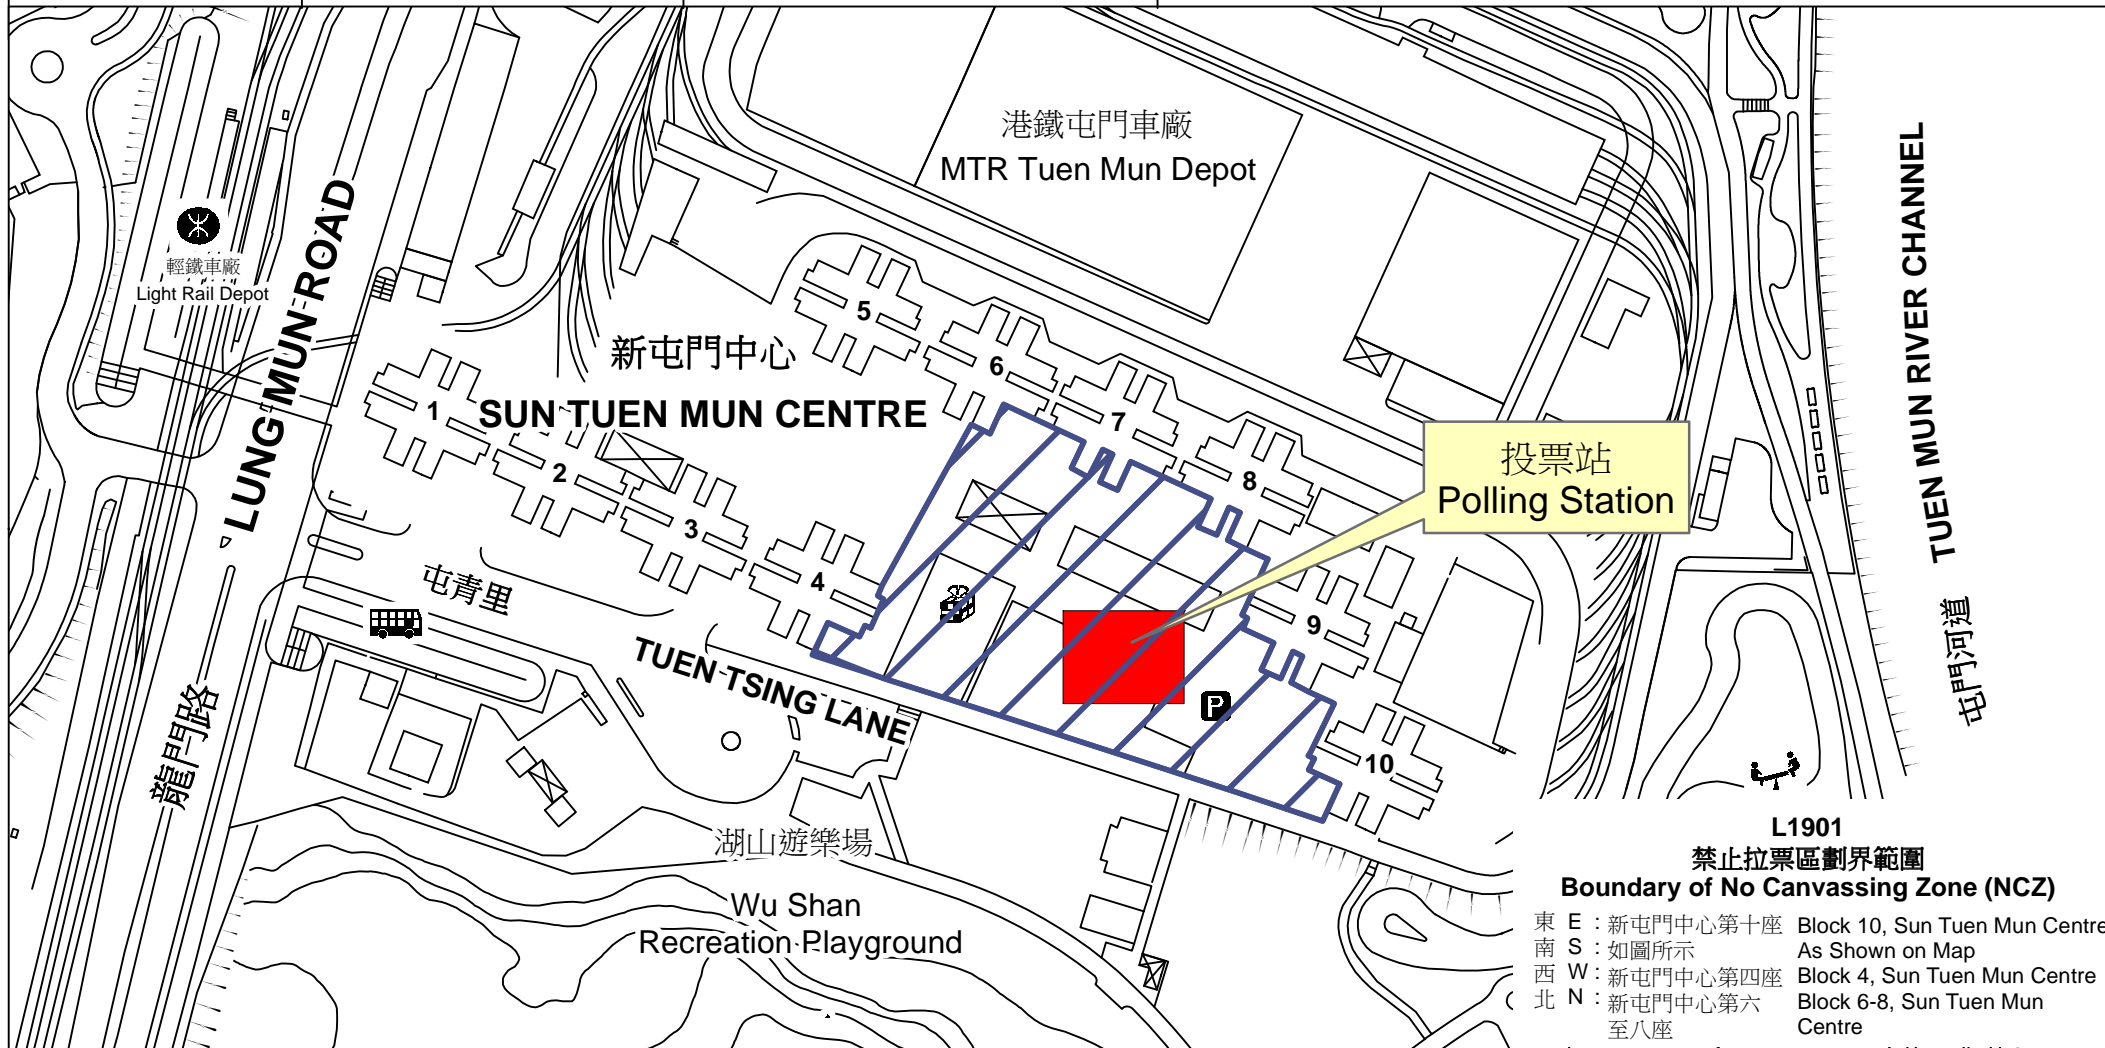 港鐵屯門車廠
MTR Tuen Mun Depot
輕鐵車廠
Light Rail Depot
LUNG MUN ROAD
龍門路
新屯門中心
SUN TUEN MUN CENTRE
1
2
3
4
5
6
7
8
9
10
投票站
Polling Station
TUEN MUN RIVER CHANNEL
屯門河道
屯青里
TUEN TSING LANE
P
湖山遊樂場
Wu Shan
Recreation Playground
L1901
禁止拉票區劃界範圍
Boundary of No Canvassing Zone (NCZ)
東 E : 新屯門中心第十座 Block 10, Sun Tuen Mun Centre
南 S : 如圖所示 As Shown on Map
西 W : 新屯門中心第四座 Block 4, Sun Tuen Mun Centre
北 N : 新屯門中心第六 Block 6-8, Sun Tuen Mun
至八座 Centre